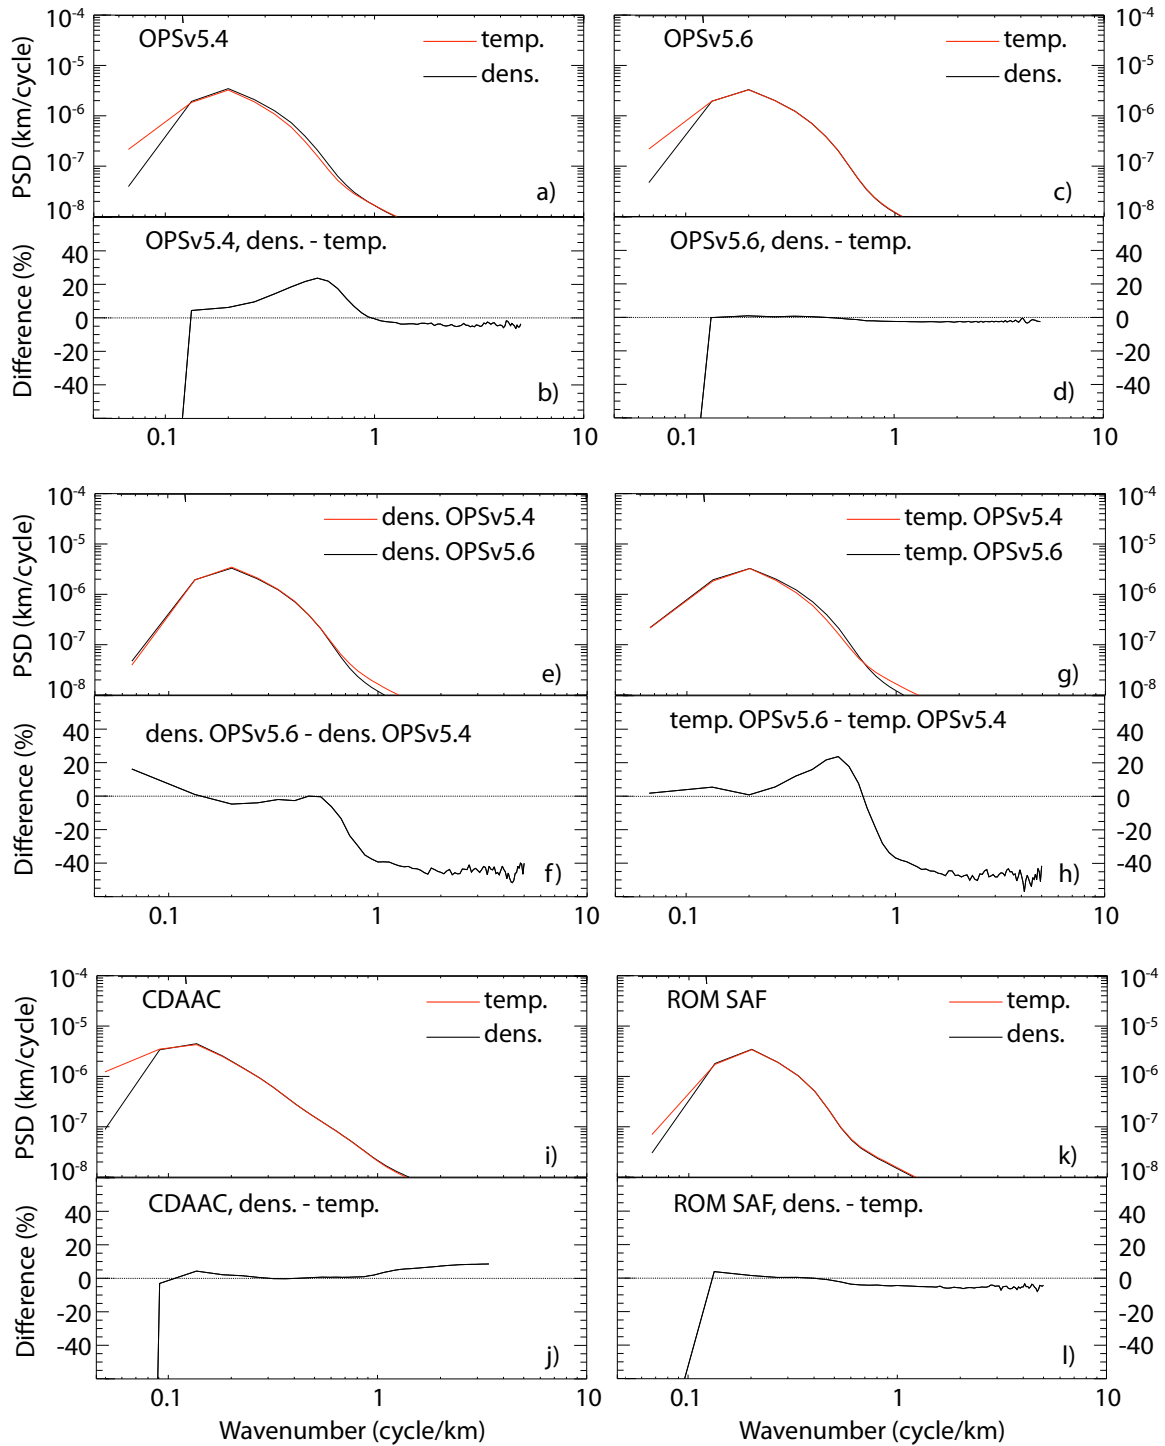 10-4
OPSv5.4
temp.
OPSv5.6
temp.
10-4
10-5
dens.
dens.
10-5
PSD (km/cycle)
10-6
10-6
10-7
10-7
a)
c)
10-8
10-8
OPSv5.4, dens. - temp.
OPSv5.6, dens. - temp.
Difference (%)
40
40
20
20
0
0
-20
-20
-40
-40
b)
d)
0.1
1
10
0.1
1
10
10-4
dens. OPSv5.4
temp. OPSv5.4
10-4
10-5
dens. OPSv5.6
temp. OPSv5.6
10-5
PSD (km/cycle)
10-6
10-6
10-7
10-7
e)
g)
10-8
10-8
dens. OPSv5.6 - dens. OPSv5.4
temp. OPSv5.6 - temp. OPSv5.4
Difference (%)
40
40
20
20
0
0
-20
-20
-40
-40
f)
h)
0.1
1
10
0.1
1
10
10-4
CDAAC
temp.
ROM SAF
temp.
10-4
10-5
dens.
dens.
10-5
PSD (km/cycle)
10-6
10-6
10-7
10-7
i)
k)
10-8
10-8
CDAAC, dens. - temp.
ROM SAF, dens. - temp.
Difference (%)
40
40
20
20
0
0
-20
-20
-40
-40
j)
l)
0.1
1
10
0.1
1
10
Wavenumber (cycle/km)
Wavenumber (cycle/km)